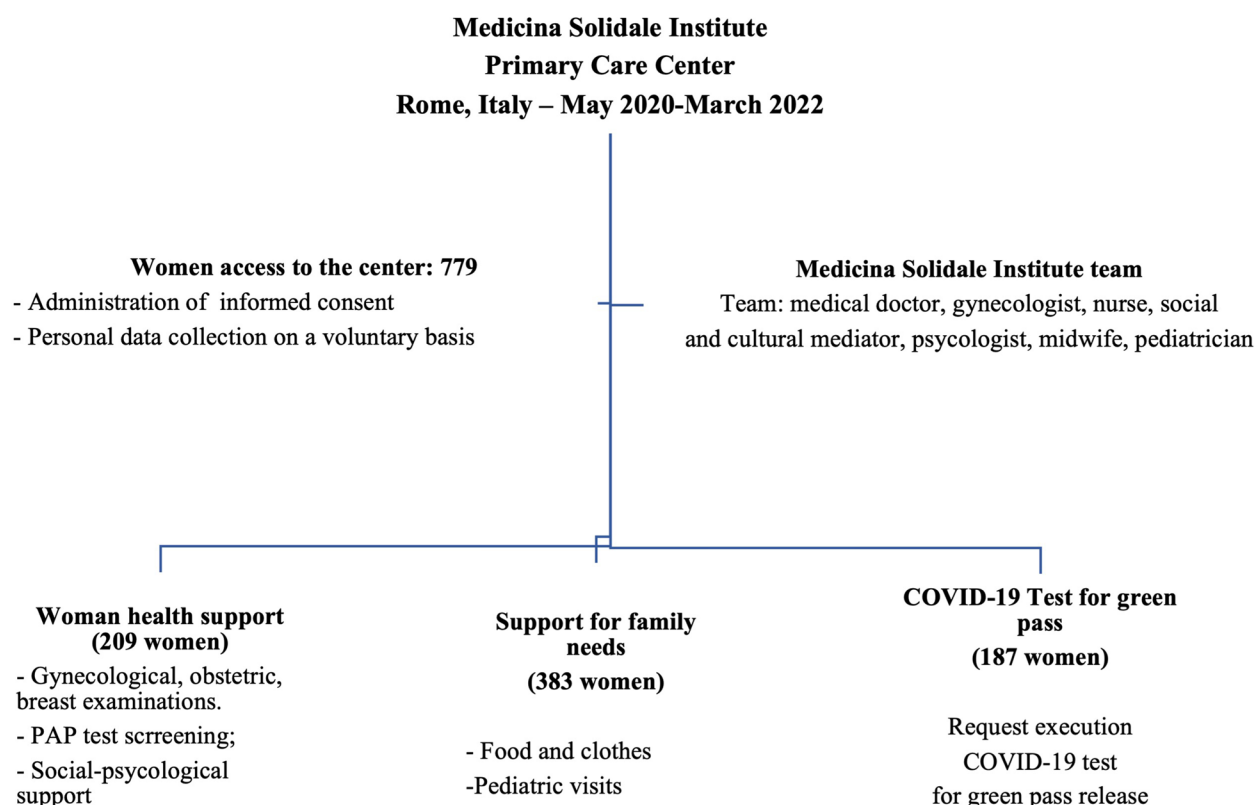 Medicina Solidale Institute
Primary Care Center
Rome, Italy – May 2020-March 2022
Women access to the center: 779
- Administration of informed consent
- Personal data collection on a voluntary basis
Medicina Solidale Institute team
Team: medical doctor, gynecologist, nurse, social
and cultural mediator, psycologist, midwife, pediatrician
Woman health support
(209 women)
- Gynecological, obstetric,
breast examinations.
- PAP test scrreening;
- Social-psycological
support
Support for family
needs
(383 women)
- Food and clothes
-Pediatric visits
COVID-19 Test for green
pass
(187 women)
Request execution
COVID-19 test
for green pass release